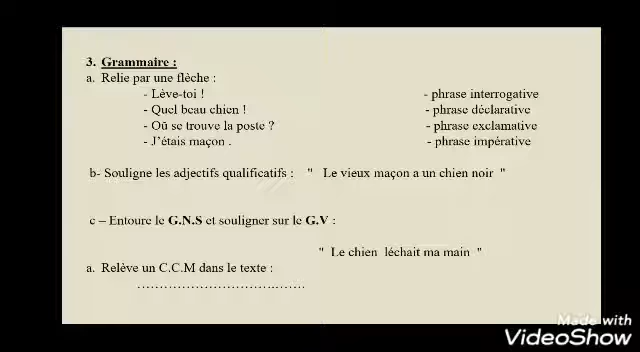 3. Grammaire :
a. Relie par une flèche :
- Lève-toi ! - phrase interrogative
- Quel beau chien ! - phrase déclarative
- Où se trouve la poste ? - phrase exclamative
- J'étais maçon . - phrase impérative
b- Souligne les adjectifs qualificatifs : " Le vieux maçon a un chien noir "
c – Entoure le G.N.S et souligner sur le G.V :
" Le chien léchait ma main "
a. Relève un C.C.M dans le texte :
……………………………….
Made with
VideoShow